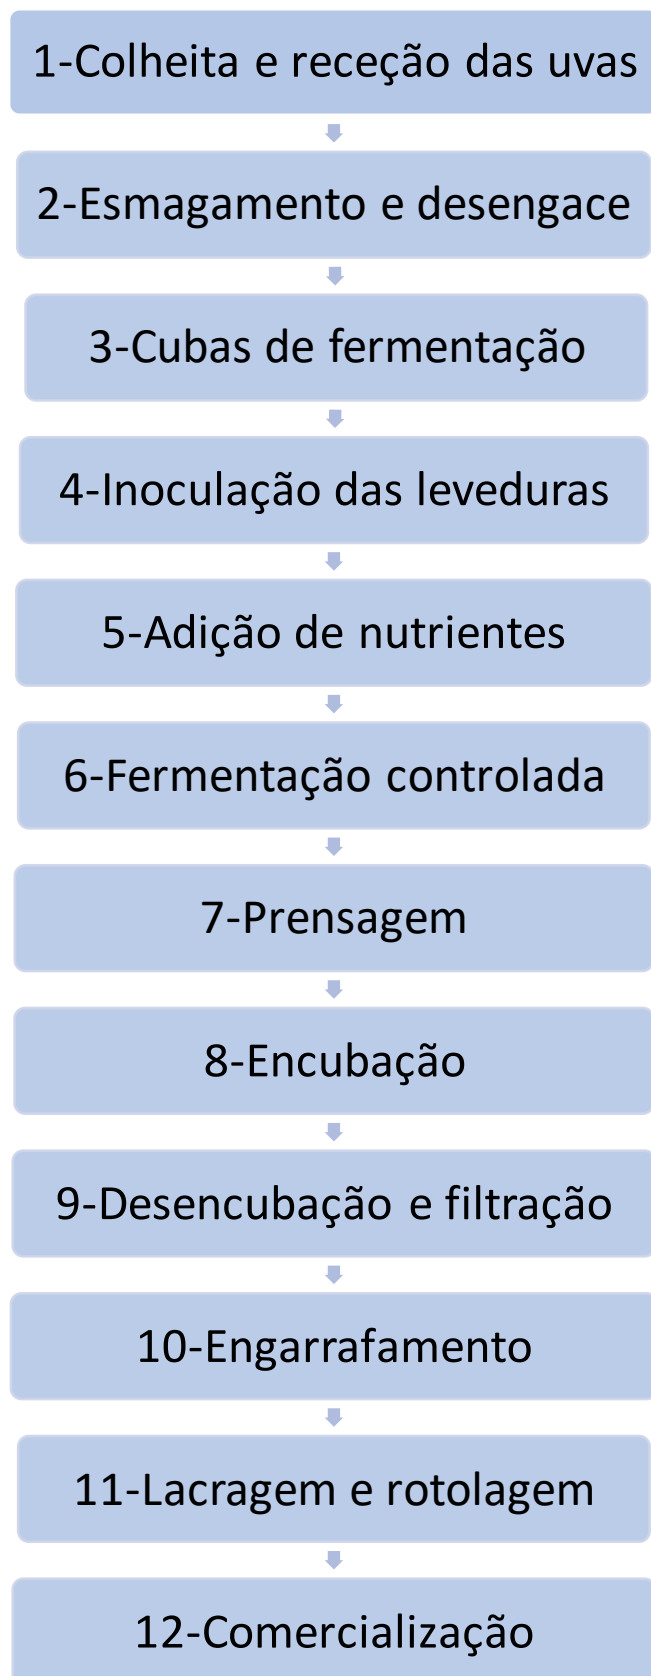 1-Colheita e receção das uvas
2-Esmagamento e desengace
3-Cubas de fermentação
4-Inoculação das leveduras
5-Adição de nutrientes
6-Fermentação controlada
7-Prensagem
8-Encubação
9-Desencubação e filtração
10-Engarrafamento
11-Lacragem e rotolagem
12-Comercialização